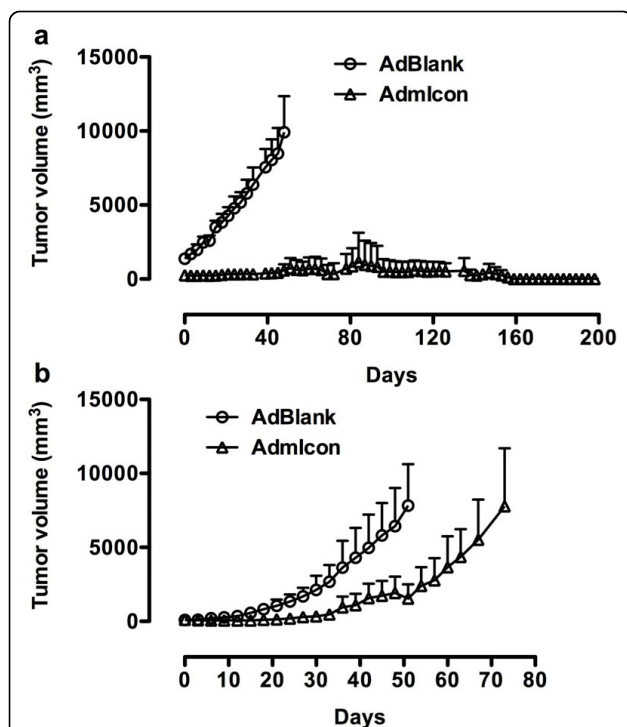 a
15000
AdBlank
AdmIcon
10000
5000
0
Tumor volume (mm³)
0 40 80 120 160 200
Days
b
15000
AdBlank
AdmIcon
10000
5000
0
Tumor volume (mm³)
0 10 20 30 40 50 60 70 80
Days